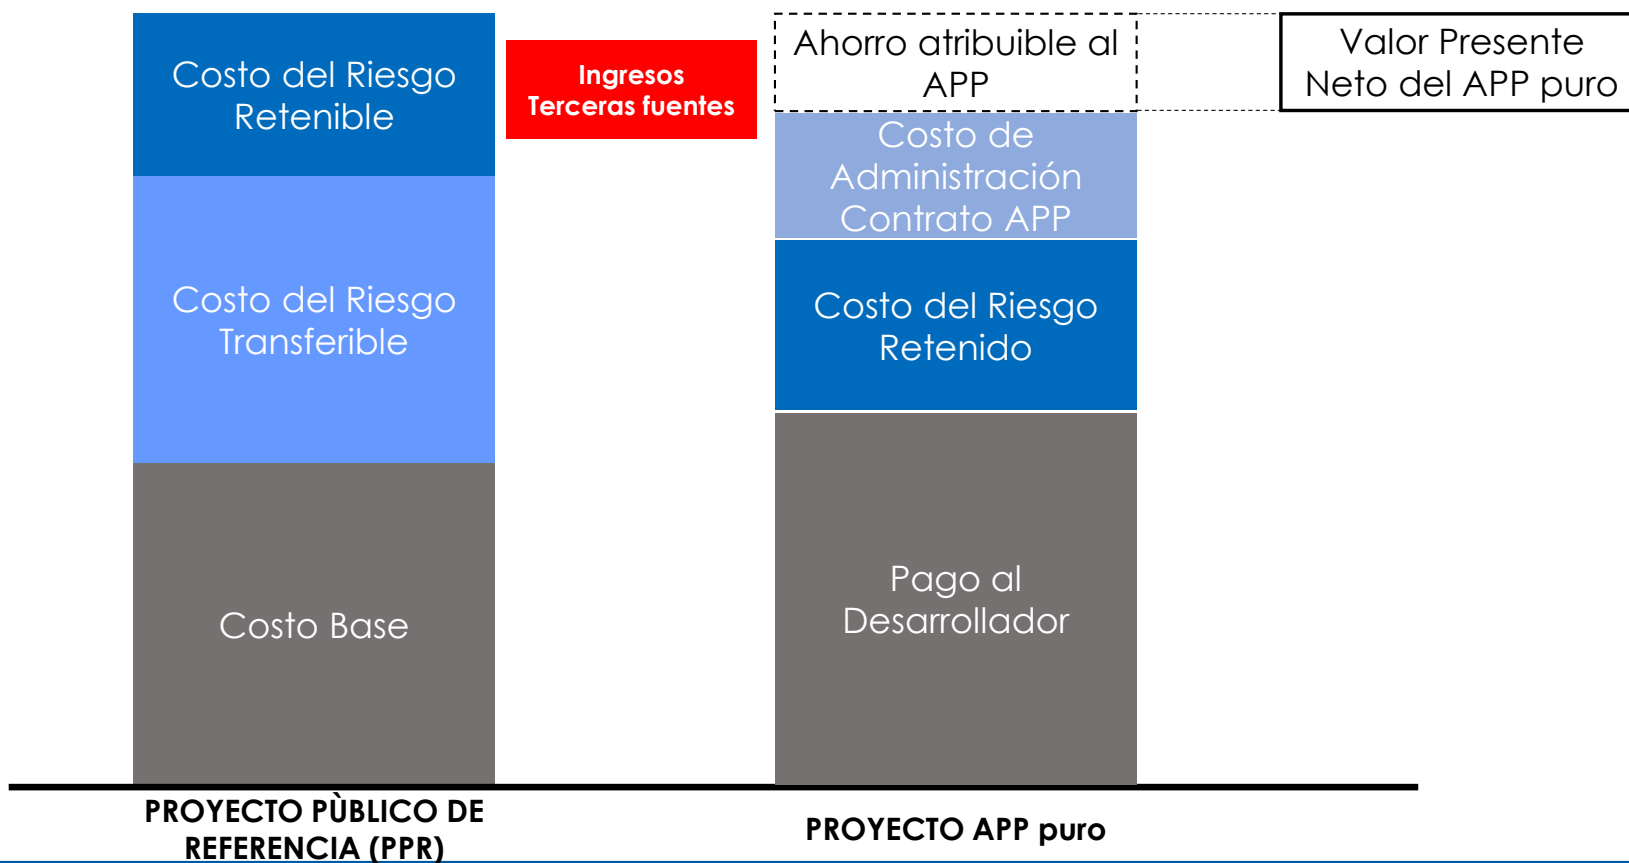 Costo del Riesgo
Retenible
Ingresos
Terceras fuentes
Ahorro atribuible al
APP
Valor Presente
Neto del APP puro
Costo de
Administración
Contrato APP
Costo del Riesgo
Transferible
Costo del Riesgo
Retenido
Costo Base
Pago al
Desarrollador
PROYECTO PÙBLICO DE
REFERENCIA (PPR)
PROYECTO APP puro